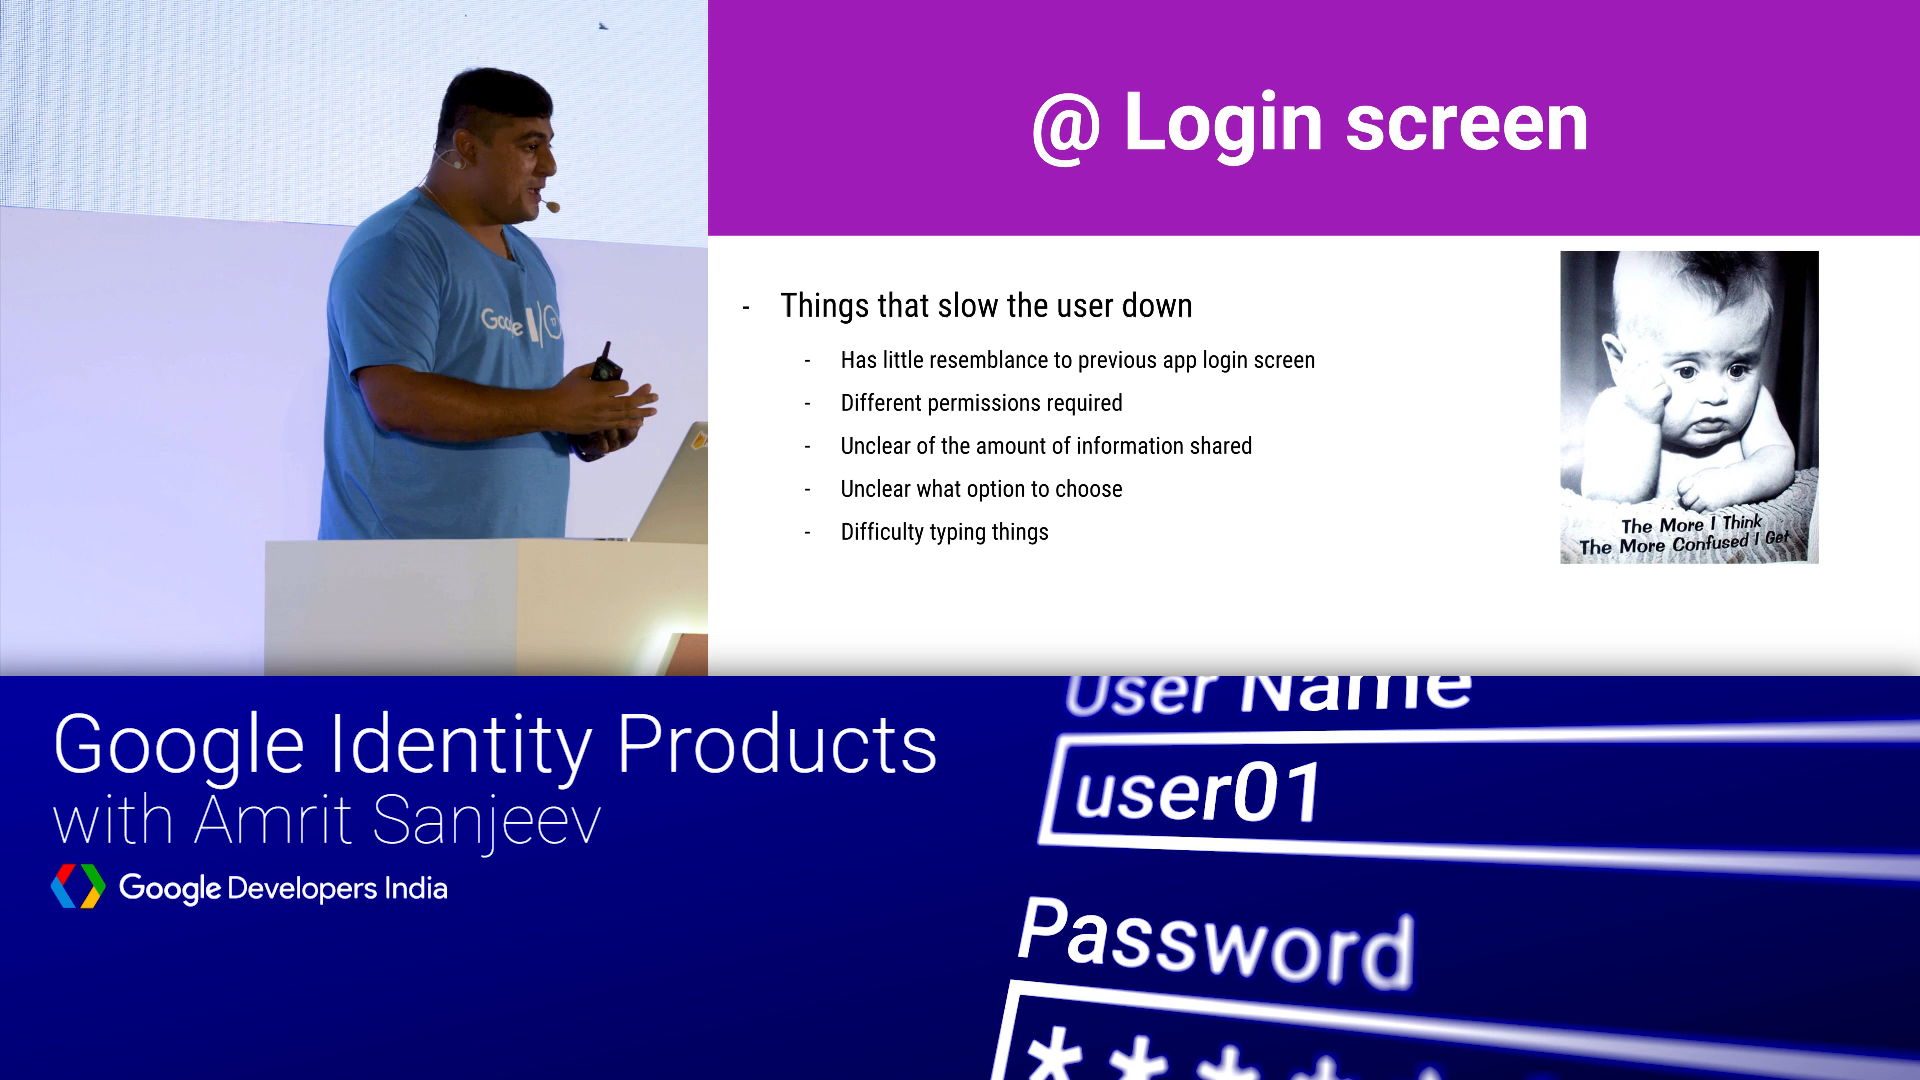 @ Login screen
- Things that slow the user down
- Has little resemblance to previous app login screen
- Different permissions required
- Unclear of the amount of information shared
- Unclear what option to choose
- Difficulty typing things
The More I Think
The More Confused I Get
Google I/O 17
Google Identity Products
with Amrit Sanjeev
Google Developers India
User Name
user01
Password
*****